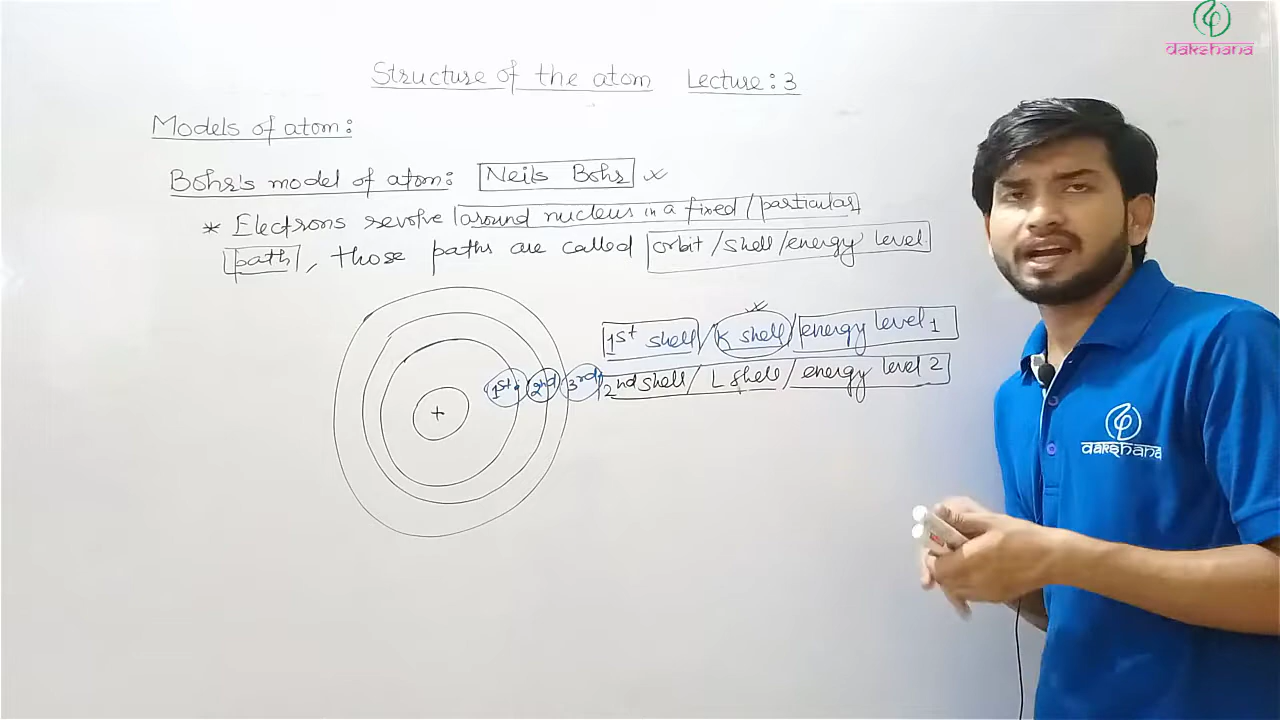 dakshana
Structure of the atom Lecture: 3
Models of atom:
Bohr's model of atom: Neils Bohr
* Electrons revolve around nucleus in a fixed/particular
path, those paths are called orbit/shell/energy level
1st shell/K shell/energy level 1
1st 2nd 3rd 2nd shell/L shell/energy level 2
+
dakshana